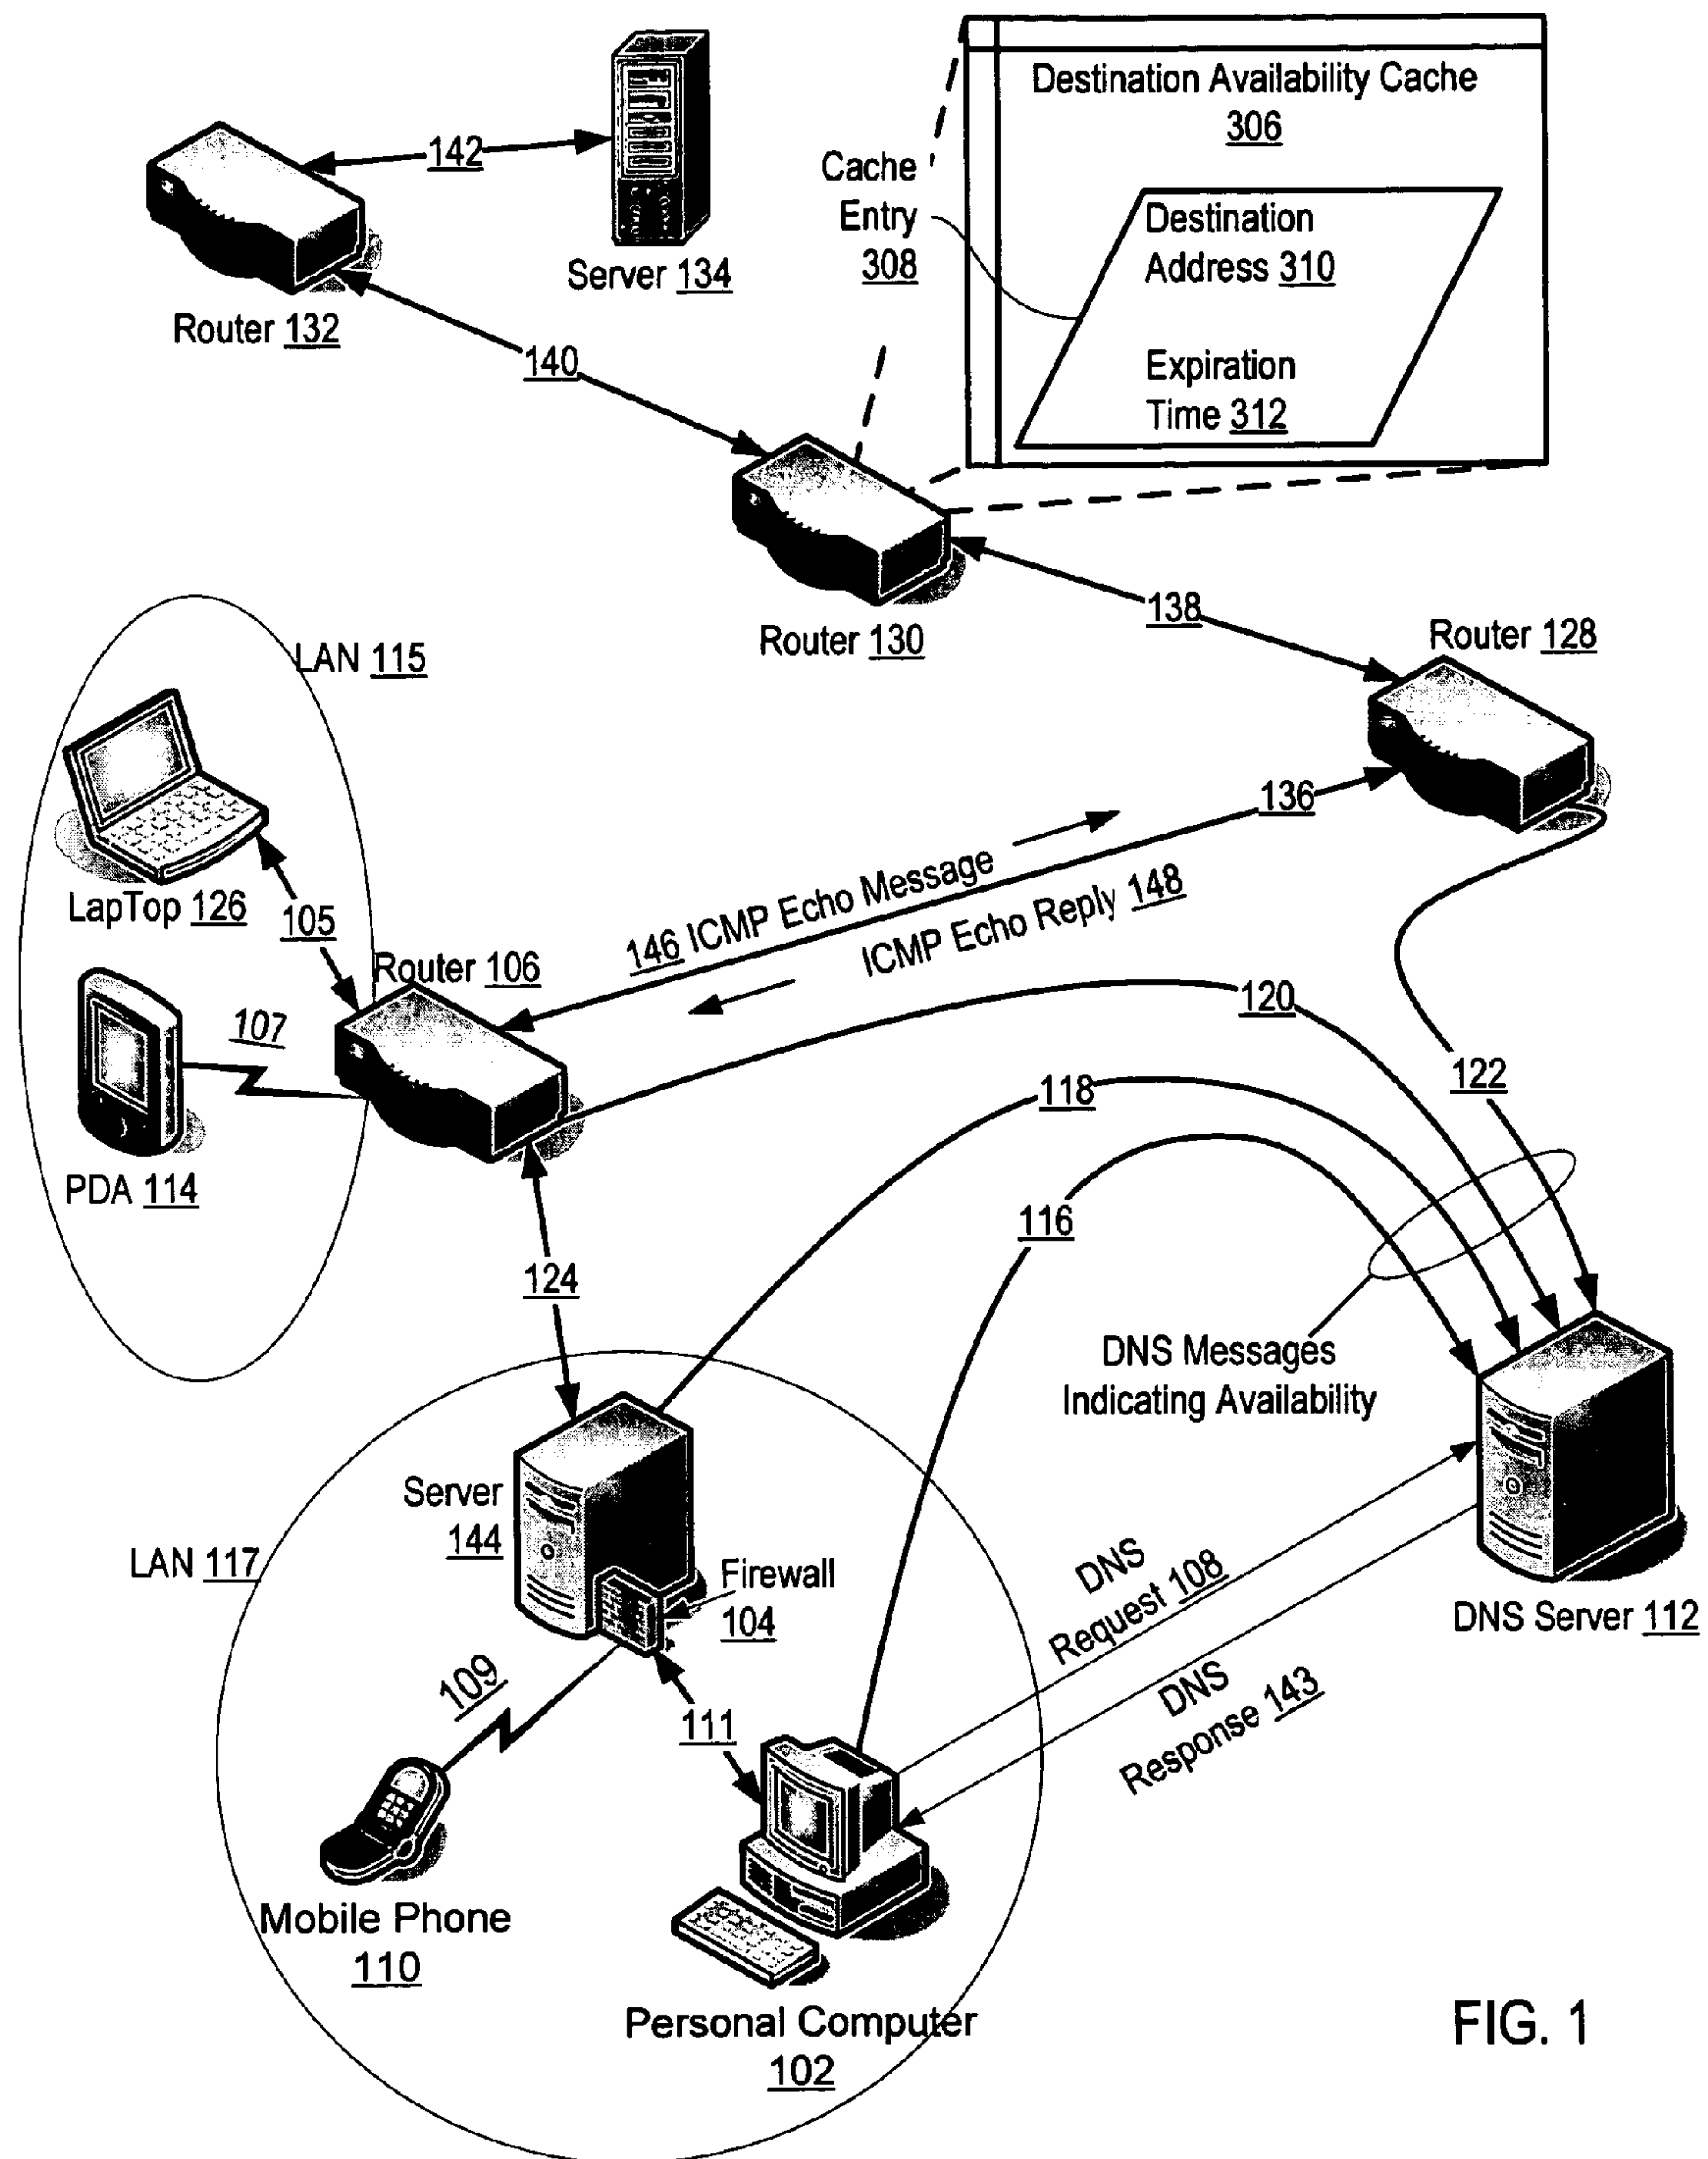 Destination Availability Cache
306
Cache
Entry
308
Destination
Address 310
Expiration
Time 312
142
Server 134
Router 132
140
Router 130
138
Router 128
LAN 115
136
LapTop 126
105
146 ICMP Echo Message
ICMP Echo Reply 148
Router 106
107
120
122
118
PDA 114
116
124
DNS Messages
Indicating Availability
Server
144
LAN 117
Firewall
104
DNS
Request 108
DNS Server 112
DNS
Response 143
109
111
Mobile Phone
110
Personal Computer
102
FIG. 1